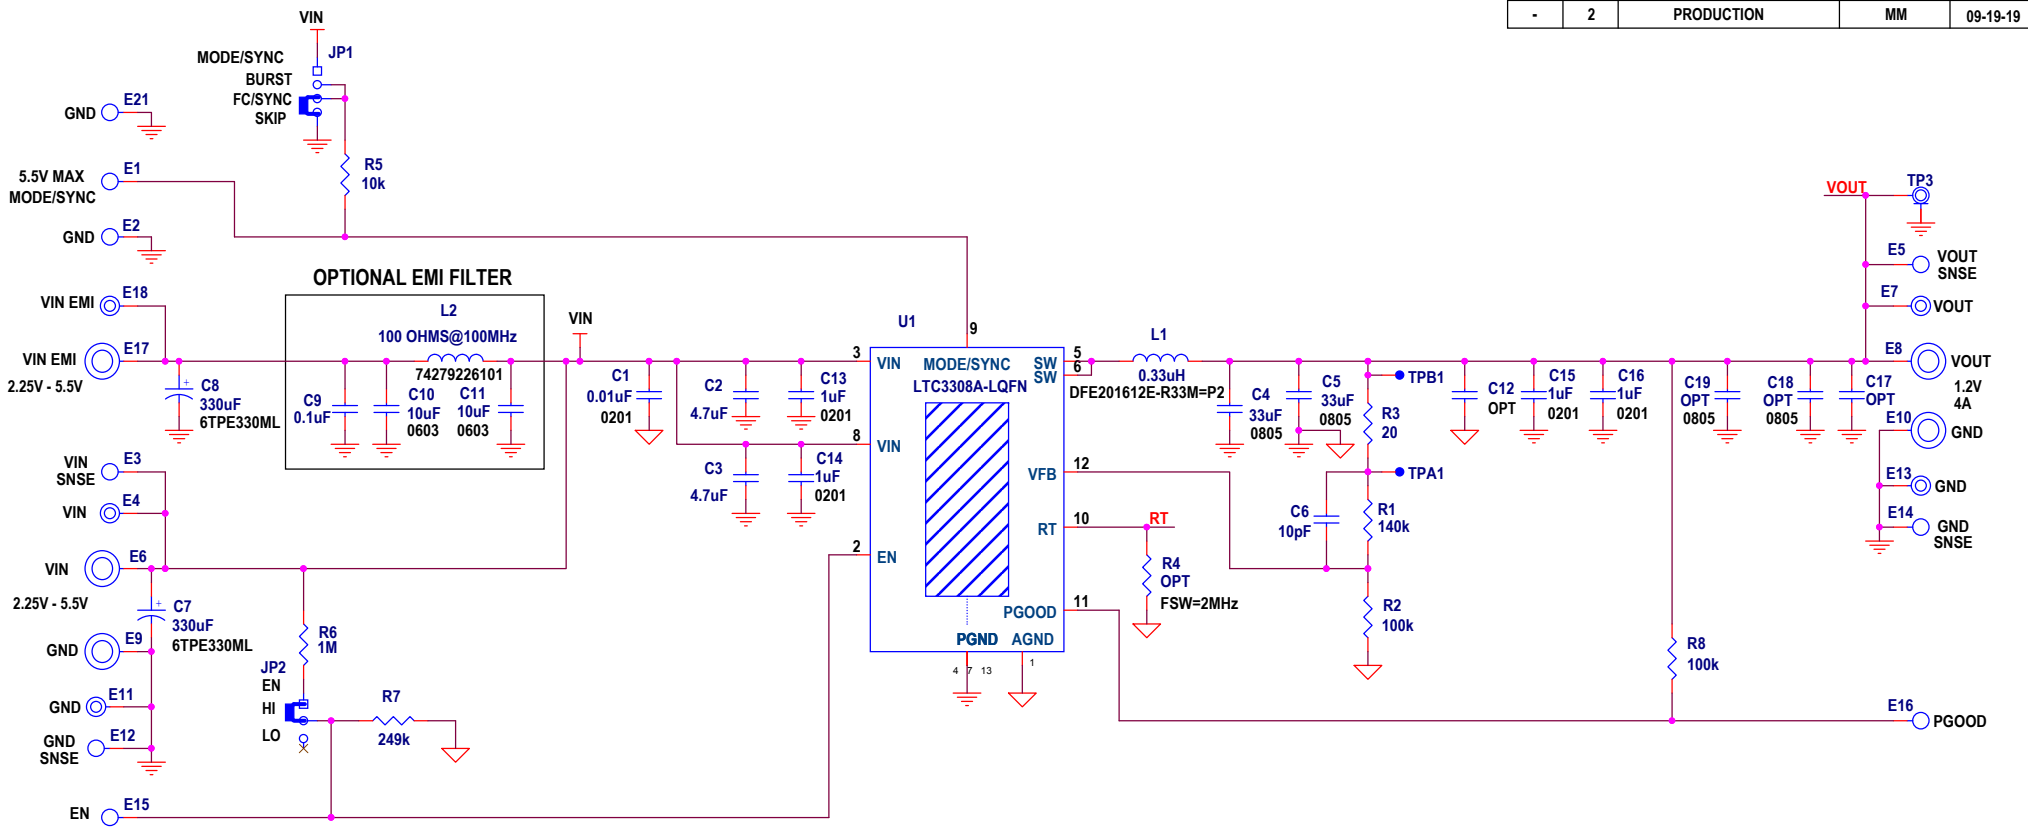 - 2 PRODUCTION MM 09-19-19
VIN
JP1
MODE/SYNC
BURST
FC/SYNC
SKIP
E21
GND
R5
10k
E1
5.5V MAX
MODE/SYNC
E2
GND
OPTIONAL EMI FILTER
E18
VIN EMI
E17
VIN EMI
2.25V - 5.5V
C8
330uF
6TPE330ML
L2
100 OHMS@100MHz
74279226101
C9
0.1uF
C10
10uF
0603
C11
10uF
0603
VIN
C1
0.01uF
0201
C2
4.7uF
C13
1uF
0201
C3
4.7uF
C14
1uF
0201
E3
VIN
SNSE
E4
VIN
E6
VIN
2.25V - 5.5V
C7
330uF
6TPE330ML
E9
GND
E11
GND
E12
GND
SNSE
E15
EN
R6
1M
JP2
EN
HI
LO
R7
249k
U1
LTC3308A-LQFN
3 VIN
8 VIN
2 EN
9
MODE/SYNC
5 SW
6 SW
12 VFB
10 RT
11 PGOOD
PGND AGND
4 7 13 1
L1
0.33uH
DFE201612E-R33M=P2
C4
33uF
0805
C5
33uF
0805
TPB1
R3
20
TPA1
C6
10pF
R1
140k
R2
100k
RT
R4
OPT
FSW=2MHz
C12
OPT
C15
1uF
0201
C16
1uF
0201
C19
OPT
0805
C18
OPT
0805
C17
OPT
R8
100k
VOUT
TP3
E5
VOUT
SNSE
E7
VOUT
E8
VOUT
1.2V
4A
E10
GND
E13
GND
E14
GND
SNSE
E16
PGOOD